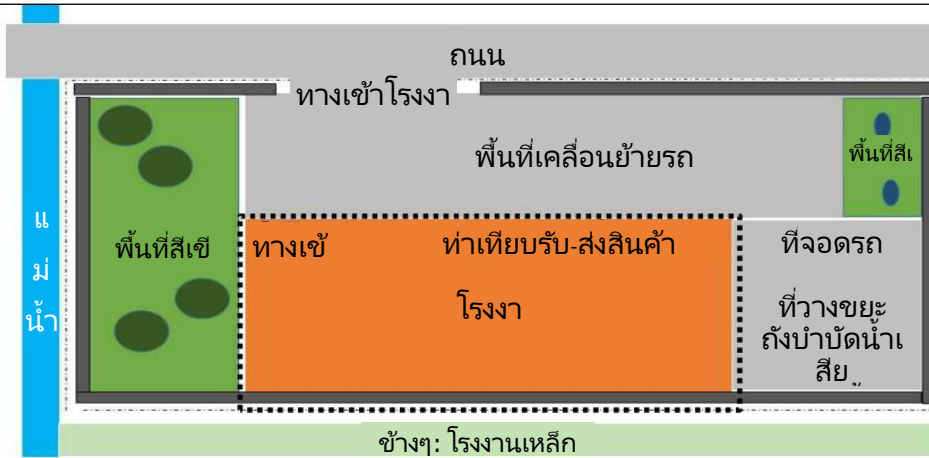 ถนน
ทางเข้าโรงงา
พื้นที่เคลื่อนย้ายรถ
พื้นที่สีเ
แ
ม่
น้ำ
พื้นที่สีเขี
ทางเข้
ท่าเทียบรับ-ส่งสินค้า
โรงงา
ที่จอดรถ
ที่วางขยะ
ถังบำบัดน้ำเ
สีย
ข้างๆ: โรงงานเหล็ก